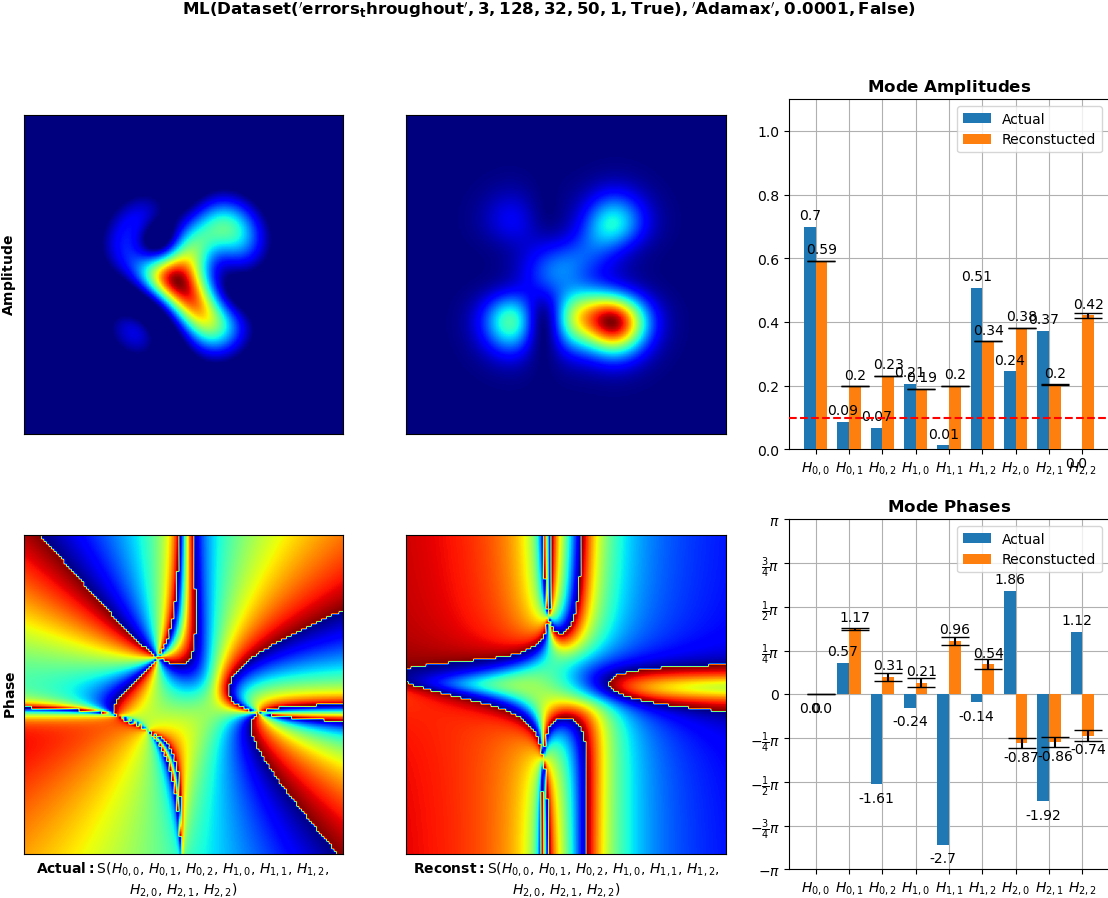 ML(Dataset('errors_throughout', 3, 128, 32, 50, 1, True), 'Adamax', 0.0001, False)
Amplitude
Mode Amplitudes
Actual
Reconstucted
1.0
0.8
0.6
0.4
0.2
0.0
0.7
0.59
0.09
0.2
0.07
0.23
0.21
0.19
0.01
0.2
0.51
0.34
0.24
0.38
0.37
0.2
0.0
0.42
H0,0 H0,1 H0,2 H1,0 H1,1 H1,2 H2,0 H2,1 H2,2
Phase
Mode Phases
Actual
Reconstucted
π
3/4π
1/2π
1/4π
0
−1/4π
−1/2π
−3/4π
−π
0.0
0.0
0.57
1.17
-1.61
0.31
-0.24
0.21
-2.7
0.96
-0.14
0.54
1.86
-0.87
-1.92
-0.86
1.12
-0.74
H0,0 H0,1 H0,2 H1,0 H1,1 H1,2 H2,0 H2,1 H2,2
Actual: S(H0,0, H0,1, H0,2, H1,0, H1,1, H1,2,
H2,0, H2,1, H2,2)
Reconst: S(H0,0, H0,1, H0,2, H1,0, H1,1, H1,2,
H2,0, H2,1, H2,2)